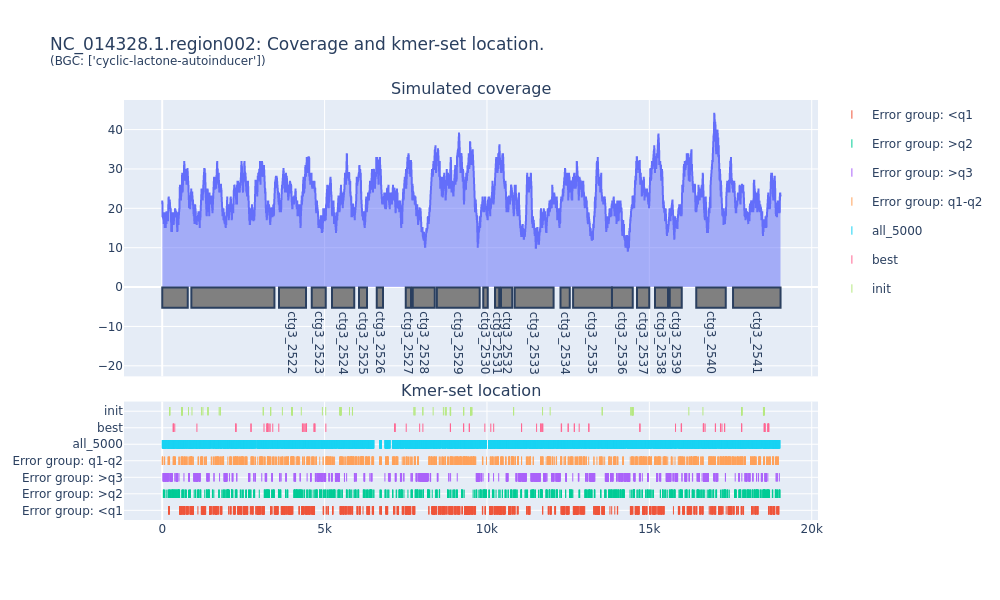 NC_014328.1.region002: Coverage and kmer-set location.
(BGC: ['cyclic-lactone-autoinducer'])
Simulated coverage
40
30
20
10
0
−10
−20
ctg3_2522
ctg3_2523
ctg3_2524
ctg3_2525
ctg3_2526
ctg3_2527
ctg3_2528
ctg3_2529
ctg3_2530
ctg3_2531
ctg3_2532
ctg3_2533
ctg3_2534
ctg3_2535
ctg3_2536
ctg3_2537
ctg3_2538
ctg3_2539
ctg3_2540
ctg3_2541
Kmer-set location
init
best
all_5000
Error group: q1-q2
Error group: >q3
Error group: >q2
Error group: <q1
0
5k
10k
15k
20k
Error group: <q1
Error group: >q2
Error group: >q3
Error group: q1-q2
all_5000
best
init